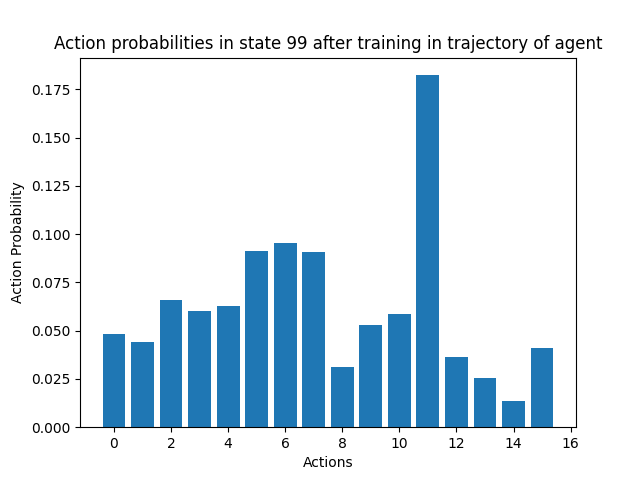 Action probabilities in state 99 after training in trajectory of agent
0.175
0.150
0.125
0.100
0.075
0.050
0.025
0.000
Action Probability
0 2 4 6 8 10 12 14 16
Actions